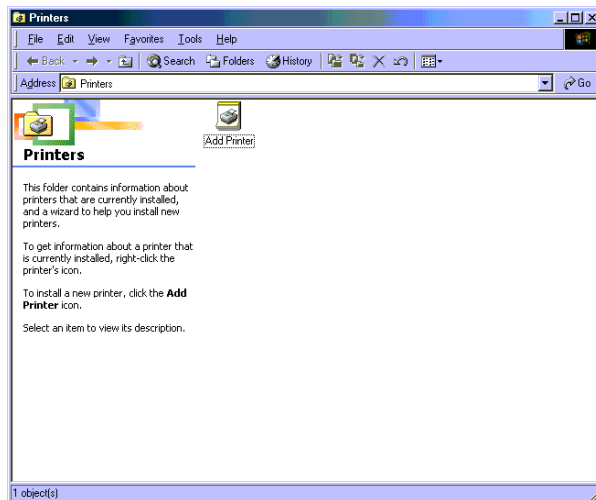 Printers
File Edit View Favorites Tools Help
Back Search Folders History
Address Printers Go
Add Printer
Printers
This folder contains information about
printers that are currently installed,
and a wizard to help you install new
printers.
To get information about a printer that
is currently installed, right-click the
printer's icon.
To install a new printer, click the Add
Printer icon.
Select an item to view its description.
1 object(s)